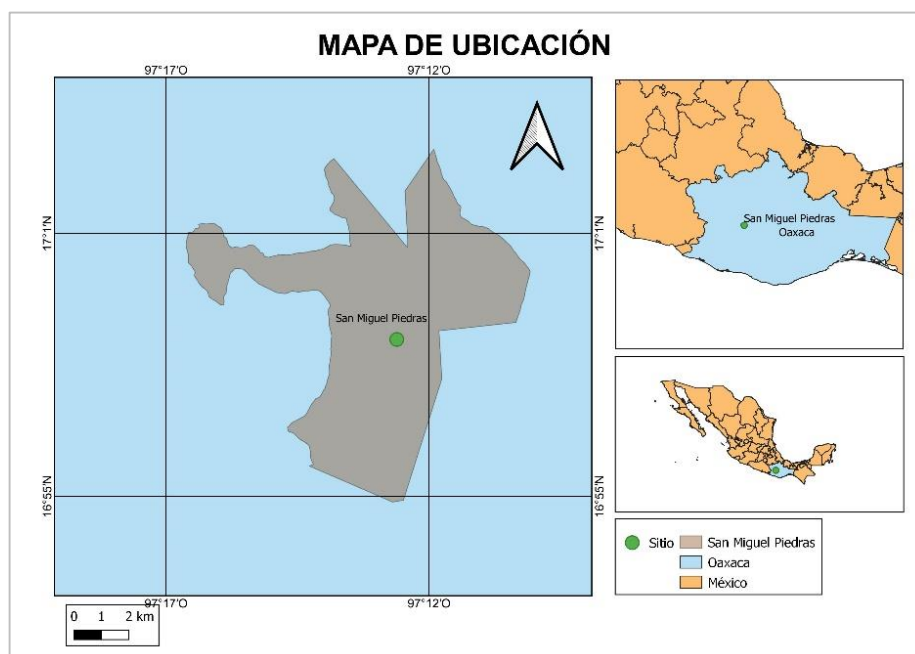 MAPA DE UBICACIÓN
97°17'O 97°12'O
17°1'N 17°1'N
San Miguel Piedras
16°55'N 16°55'N
97°17'O 97°12'O
0 1 2 km
San Miguel Piedras
Oaxaca
Sitio
San Miguel Piedras
Oaxaca
México